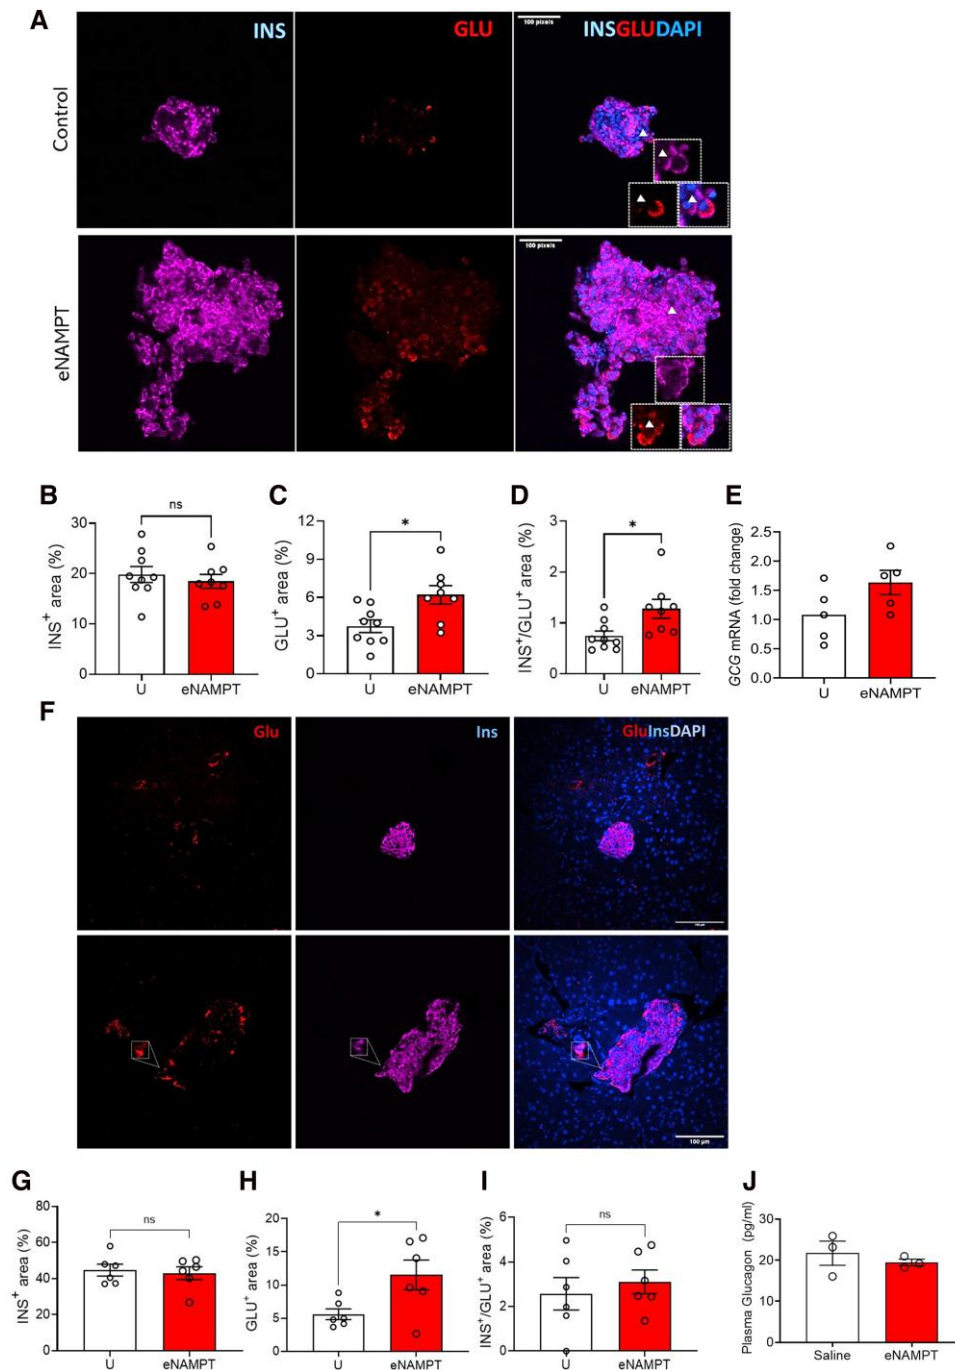 A
INS
GLU
100 pixels
INSGLUDAPI
Control
100 pixels
eNAMPT
B
ns
INS+ area (%)
30
20
10
0
U
eNAMPT
C
*
GLU+ area (%)
12
9
6
3
0
U
eNAMPT
D
*
INS+/GLU+ area (%)
3
2
1
0
U
eNAMPT
E
GCG mRNA (fold change)
2.5
2.0
1.5
1.0
0.5
0.0
U
eNAMPT
F
Glu
Ins
GluInsDAPI
100 µm
G
ns
INS+ area (%)
80
60
40
20
0
U
eNAMPT
H
*
GLU+ area (%)
20
15
10
5
0
U
eNAMPT
I
ns
INS+/GLU+ area (%)
6
4
2
0
U
eNAMPT
J
Plasma Glucagon (pg/ml)
30
20
10
0
Saline
eNAMPT